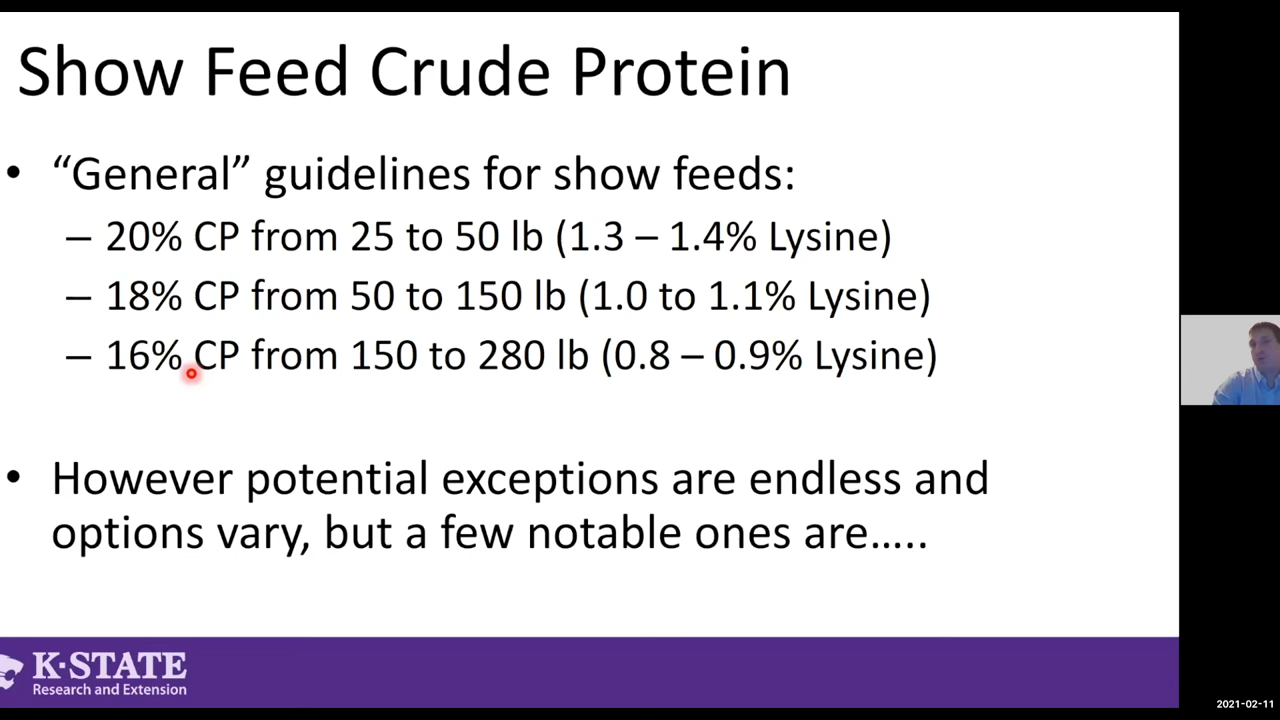 Show Feed Crude Protein
• “General” guidelines for show feeds:
– 20% CP from 25 to 50 lb (1.3 – 1.4% Lysine)
– 18% CP from 50 to 150 lb (1.0 to 1.1% Lysine)
– 16% CP from 150 to 280 lb (0.8 – 0.9% Lysine)
• However potential exceptions are endless and
options vary, but a few notable ones are…..
K-STATE
Research and Extension
2021-02-11